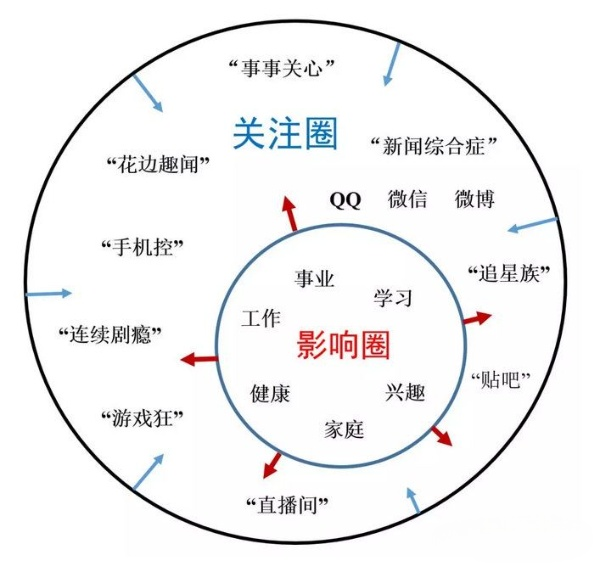 “事事关心”
关注圈
“新闻综合症”
“花边趣闻”
QQ 微信 微博
“手机控”
“追星族”
事业
学习
工作
“连续剧瘾”
影响圈
“贴吧”
健康
兴趣
“游戏狂”
家庭
“直播间”